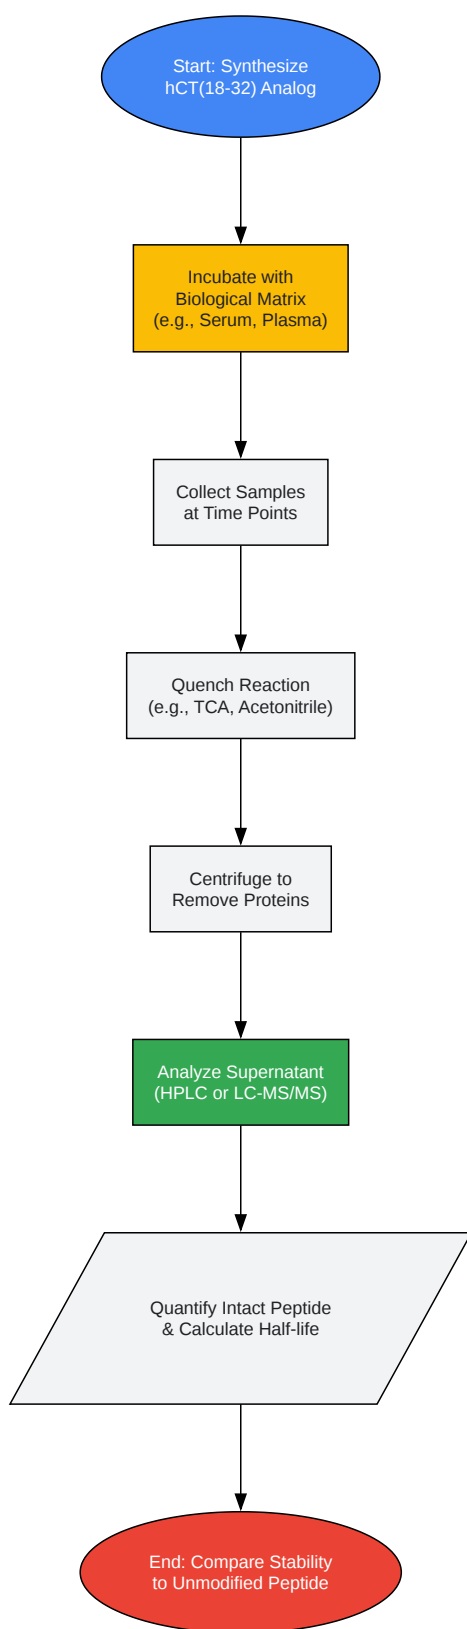 Start: Synthesize
hCT(18-32) Analog
Incubate with
Biological Matrix
(e.g., Serum, Plasma)
Collect Samples
at Time Points
Quench Reaction
(e.g., TCA, Acetonitrile)
Centrifuge to
Remove Proteins
Analyze Supernatant
(HPLC or LC-MS/MS)
Quantify Intact Peptide
& Calculate Half-life
End: Compare Stability
to Unmodified Peptide